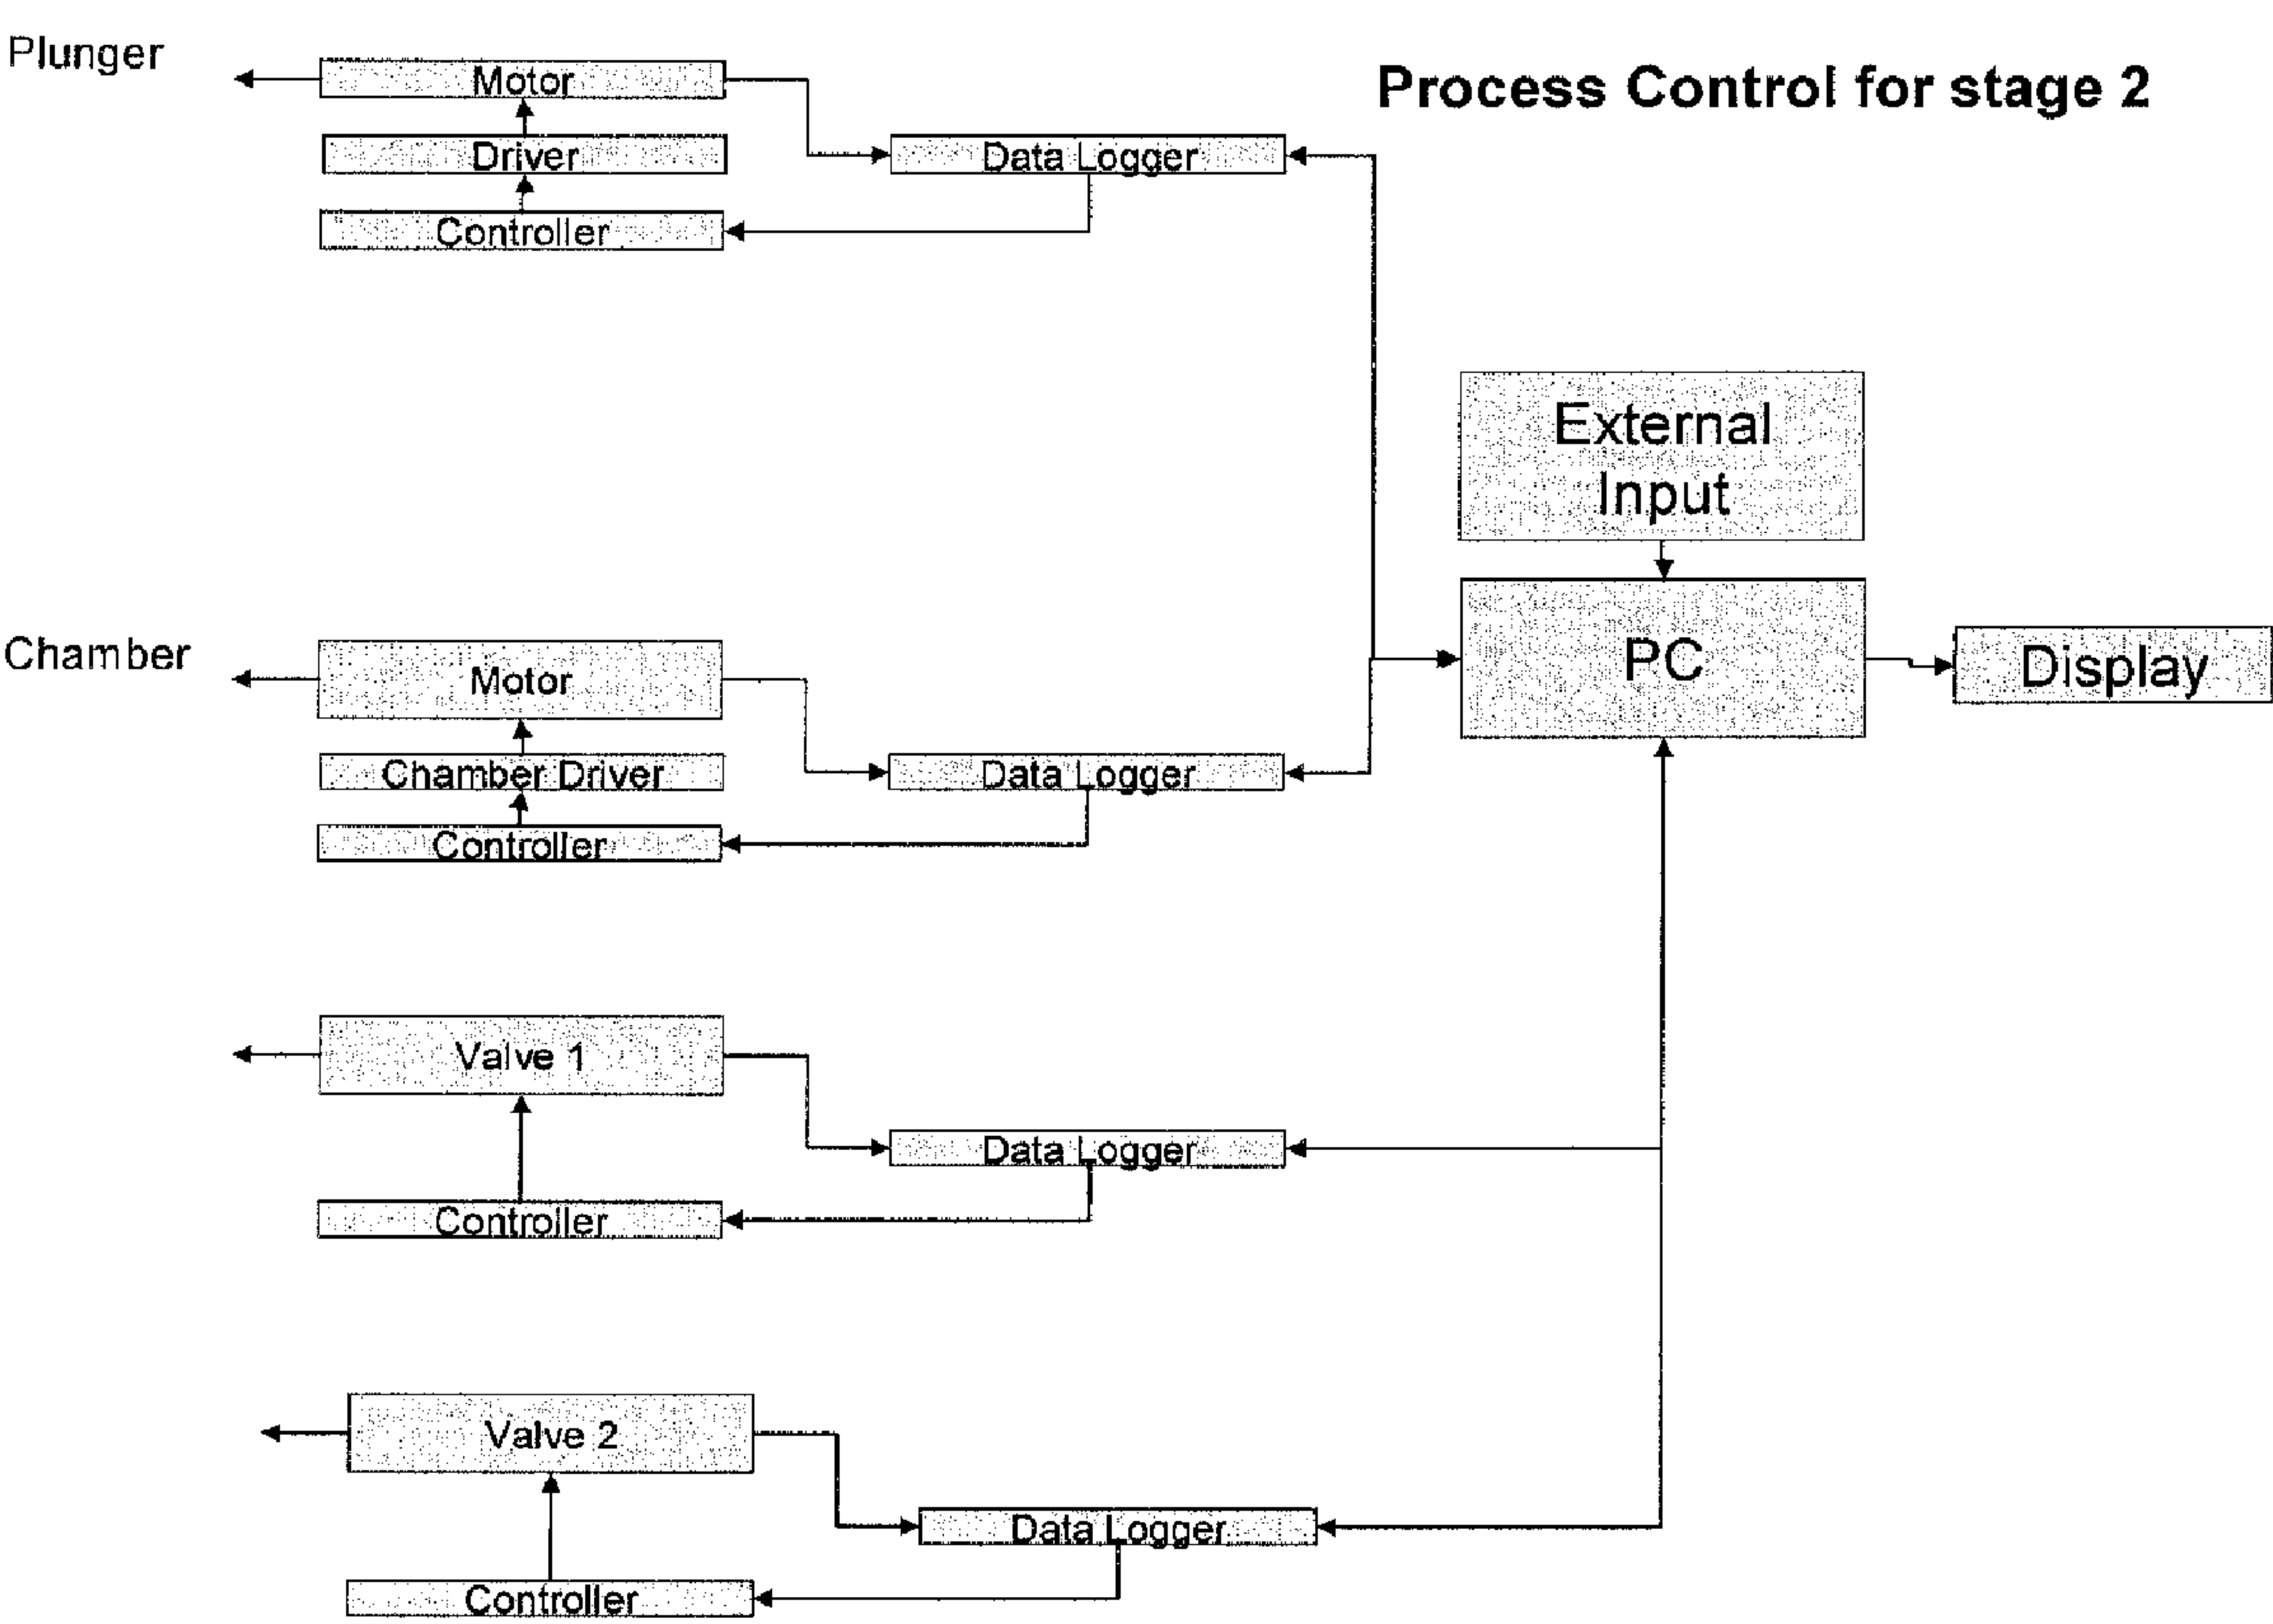 Plunger
Motor
Process Control for stage 2
Driver
Data Logger
Controller
External
Input
Chamber
Motor
PC
Display
Chamber Driver
Data Logger
Controller
Valve 1
Data Logger
Controller
Valve 2
Data Logger
Controller